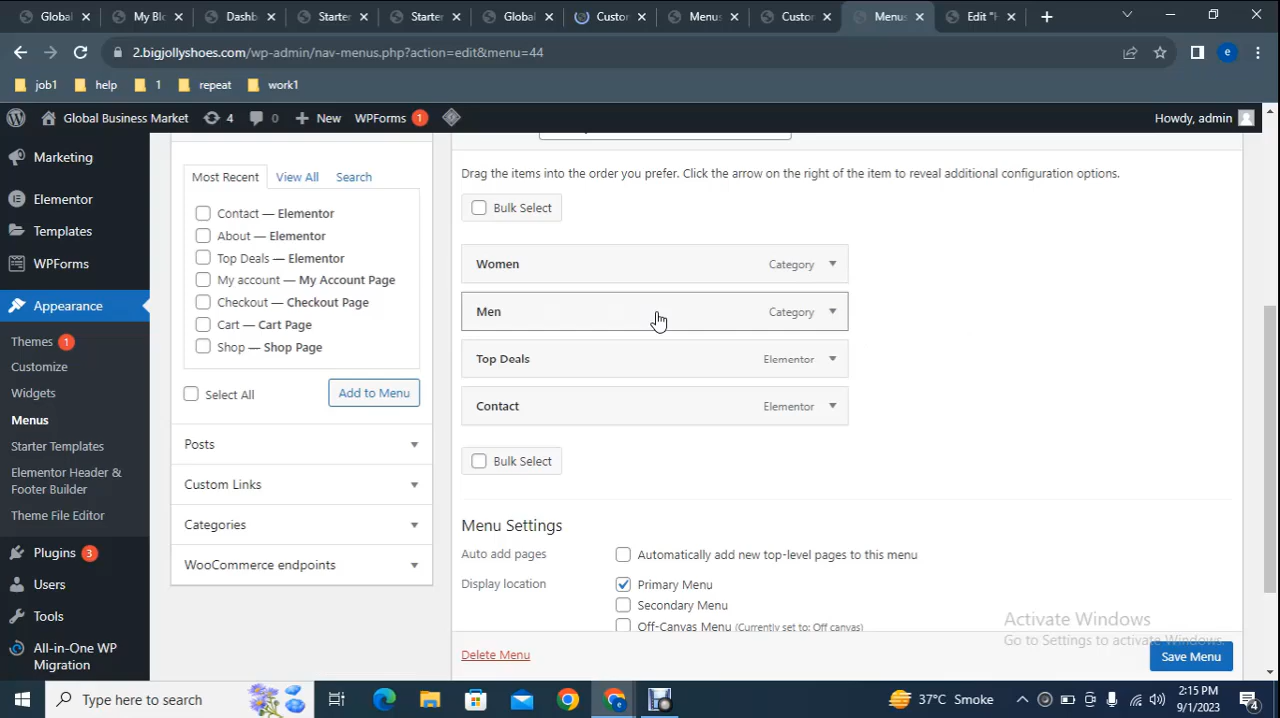 Global
My Blo
Dashb
Starter
Starter
Global
Custor
Menus
Custor
Menus
Edit "H
2.bigjollyshoes.com/wp-admin/nav-menus.php?action=edit&menu=44
e
job1
help
1
repeat
work1
Global Business Market
4
0
New
WPForms
1
Howdy, admin
Marketing
Elementor
Templates
WPForms
Appearance
Themes 1
Customize
Widgets
Menus
Starter Templates
Elementor Header &
Footer Builder
Theme File Editor
Plugins 3
Users
Tools
All-in-One WP
Migration
Most Recent
View All
Search
Contact — Elementor
About — Elementor
Top Deals — Elementor
My account — My Account Page
Checkout — Checkout Page
Cart — Cart Page
Shop — Shop Page
Select All
Add to Menu
Posts
Custom Links
Categories
WooCommerce endpoints
Drag the items into the order you prefer. Click the arrow on the right of the item to reveal additional configuration options.
Bulk Select
Women Category
Men Category
Top Deals Elementor
Contact Elementor
Bulk Select
Menu Settings
Auto add pages
Automatically add new top-level pages to this menu
Display location
Primary Menu
Secondary Menu
Off-Canvas Menu (Currently set to: Off canvas)
Delete Menu
Save Menu
Activate Windows
Go to Settings to activate Windows.
Type here to search
37°C Smoke
2:15 PM
9/1/2023
4